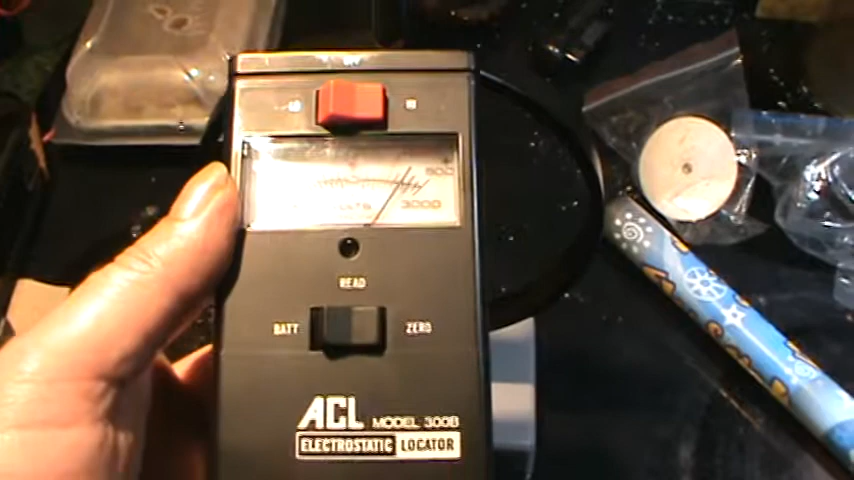 500
3000
READ
BATT ZERO
ACL MODEL 300B
ELECTROSTATIC LOCATOR